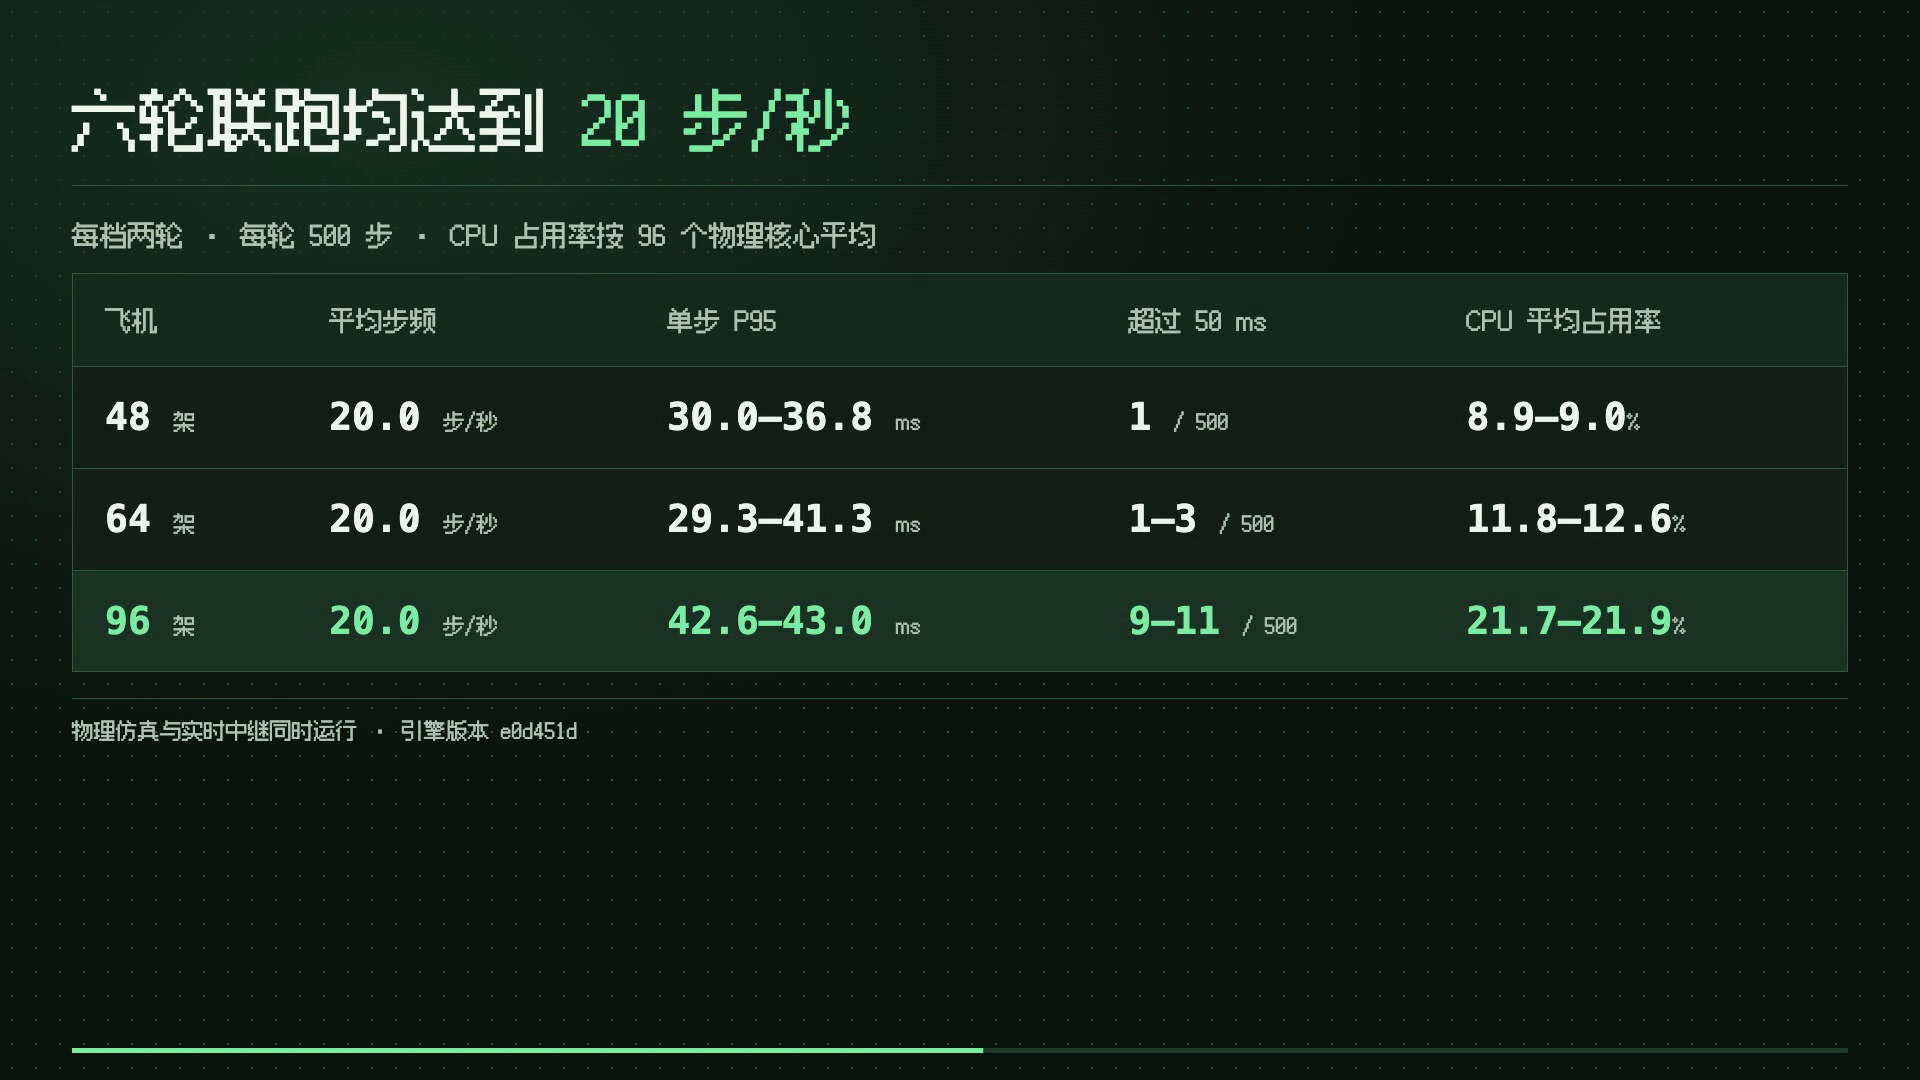 六轮联跑均达到 20 步/秒
每档两轮 · 每轮 500 步 · CPU 占用率按 96 个物理核心平均
飞机 平均步频 单步 P95 超过 50 ms CPU 平均占用率
48 架 20.0 步/秒 30.0–36.8 ms 1 / 500 8.9–9.0%
64 架 20.0 步/秒 29.3–41.3 ms 1–3 / 500 11.8–12.6%
96 架 20.0 步/秒 42.6–43.0 ms 9–11 / 500 21.7–21.9%
物理仿真与实时中继同时运行 · 引擎版本 e0d451d